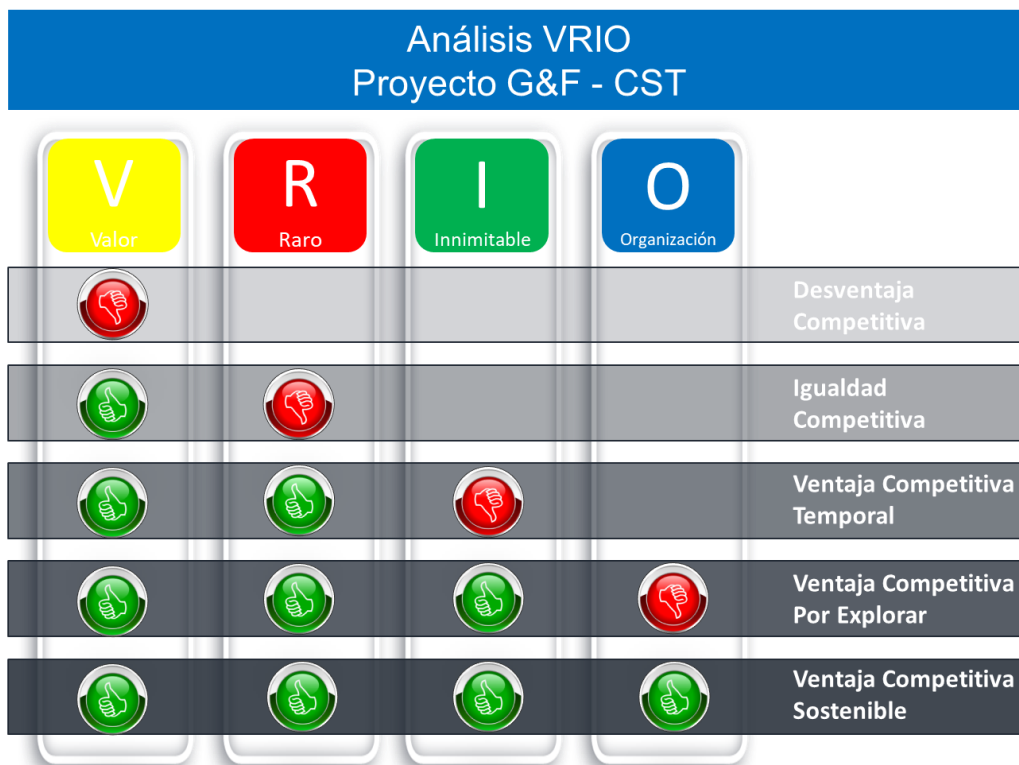 Análisis VRIO
Proyecto G&F - CST
V
Valor
R
Raro
I
Innimitable
O
Organización
Desventaja
Competitiva
Igualdad
Competitiva
Ventaja Competitiva
Temporal
Ventaja Competitiva
Por Explorar
Ventaja Competitiva
Sostenible